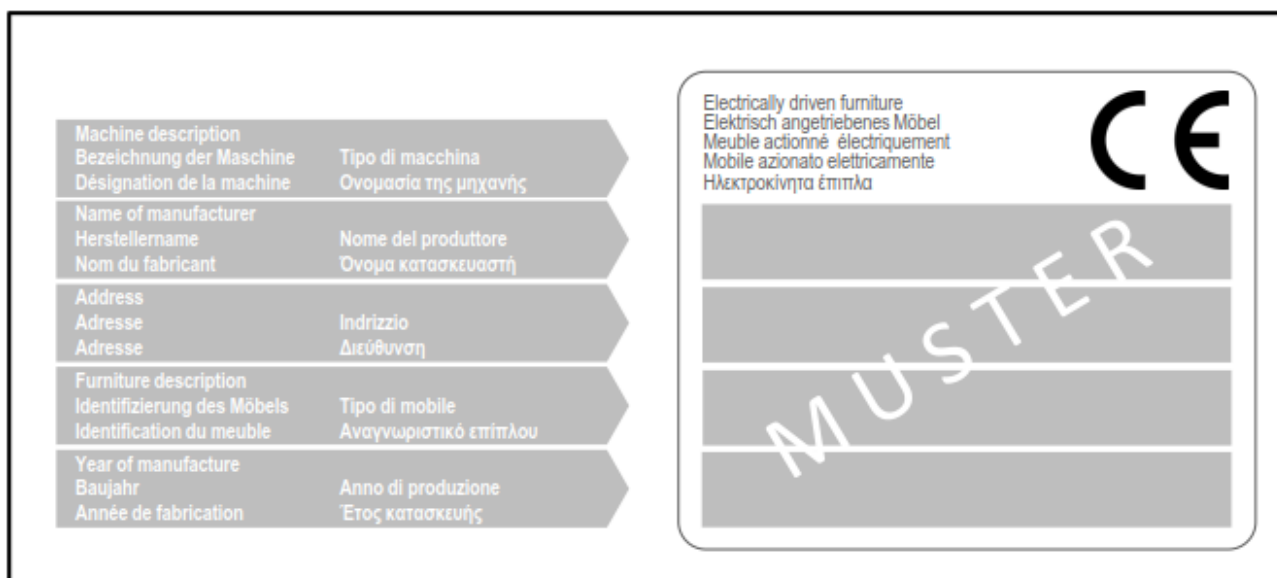 Machine description
Bezeichnung der Maschine Tipo di macchina
Désignation de la machine Ονομασία της μηχανής
Name of manufacturer
Herstellername Nome del produttore
Nom du fabricant Όνομα κατασκευαστή
Address
Adresse Indrizzio
Adresse Διεύθυνση
Furniture description
Identifizierung des Möbels Tipo di mobile
Identification du meuble Αναγνωριστικό επίπλου
Year of manufacture
Baujahr Anno di produzione
Année de fabrication Έτος κατασκευής
Electrically driven furniture
Elektrisch angetriebenes Möbel
Meuble actionné électriquement
Mobile azionato elettricamente
Ηλεκτροκίνητα έπιπλα
CE
MUSTER